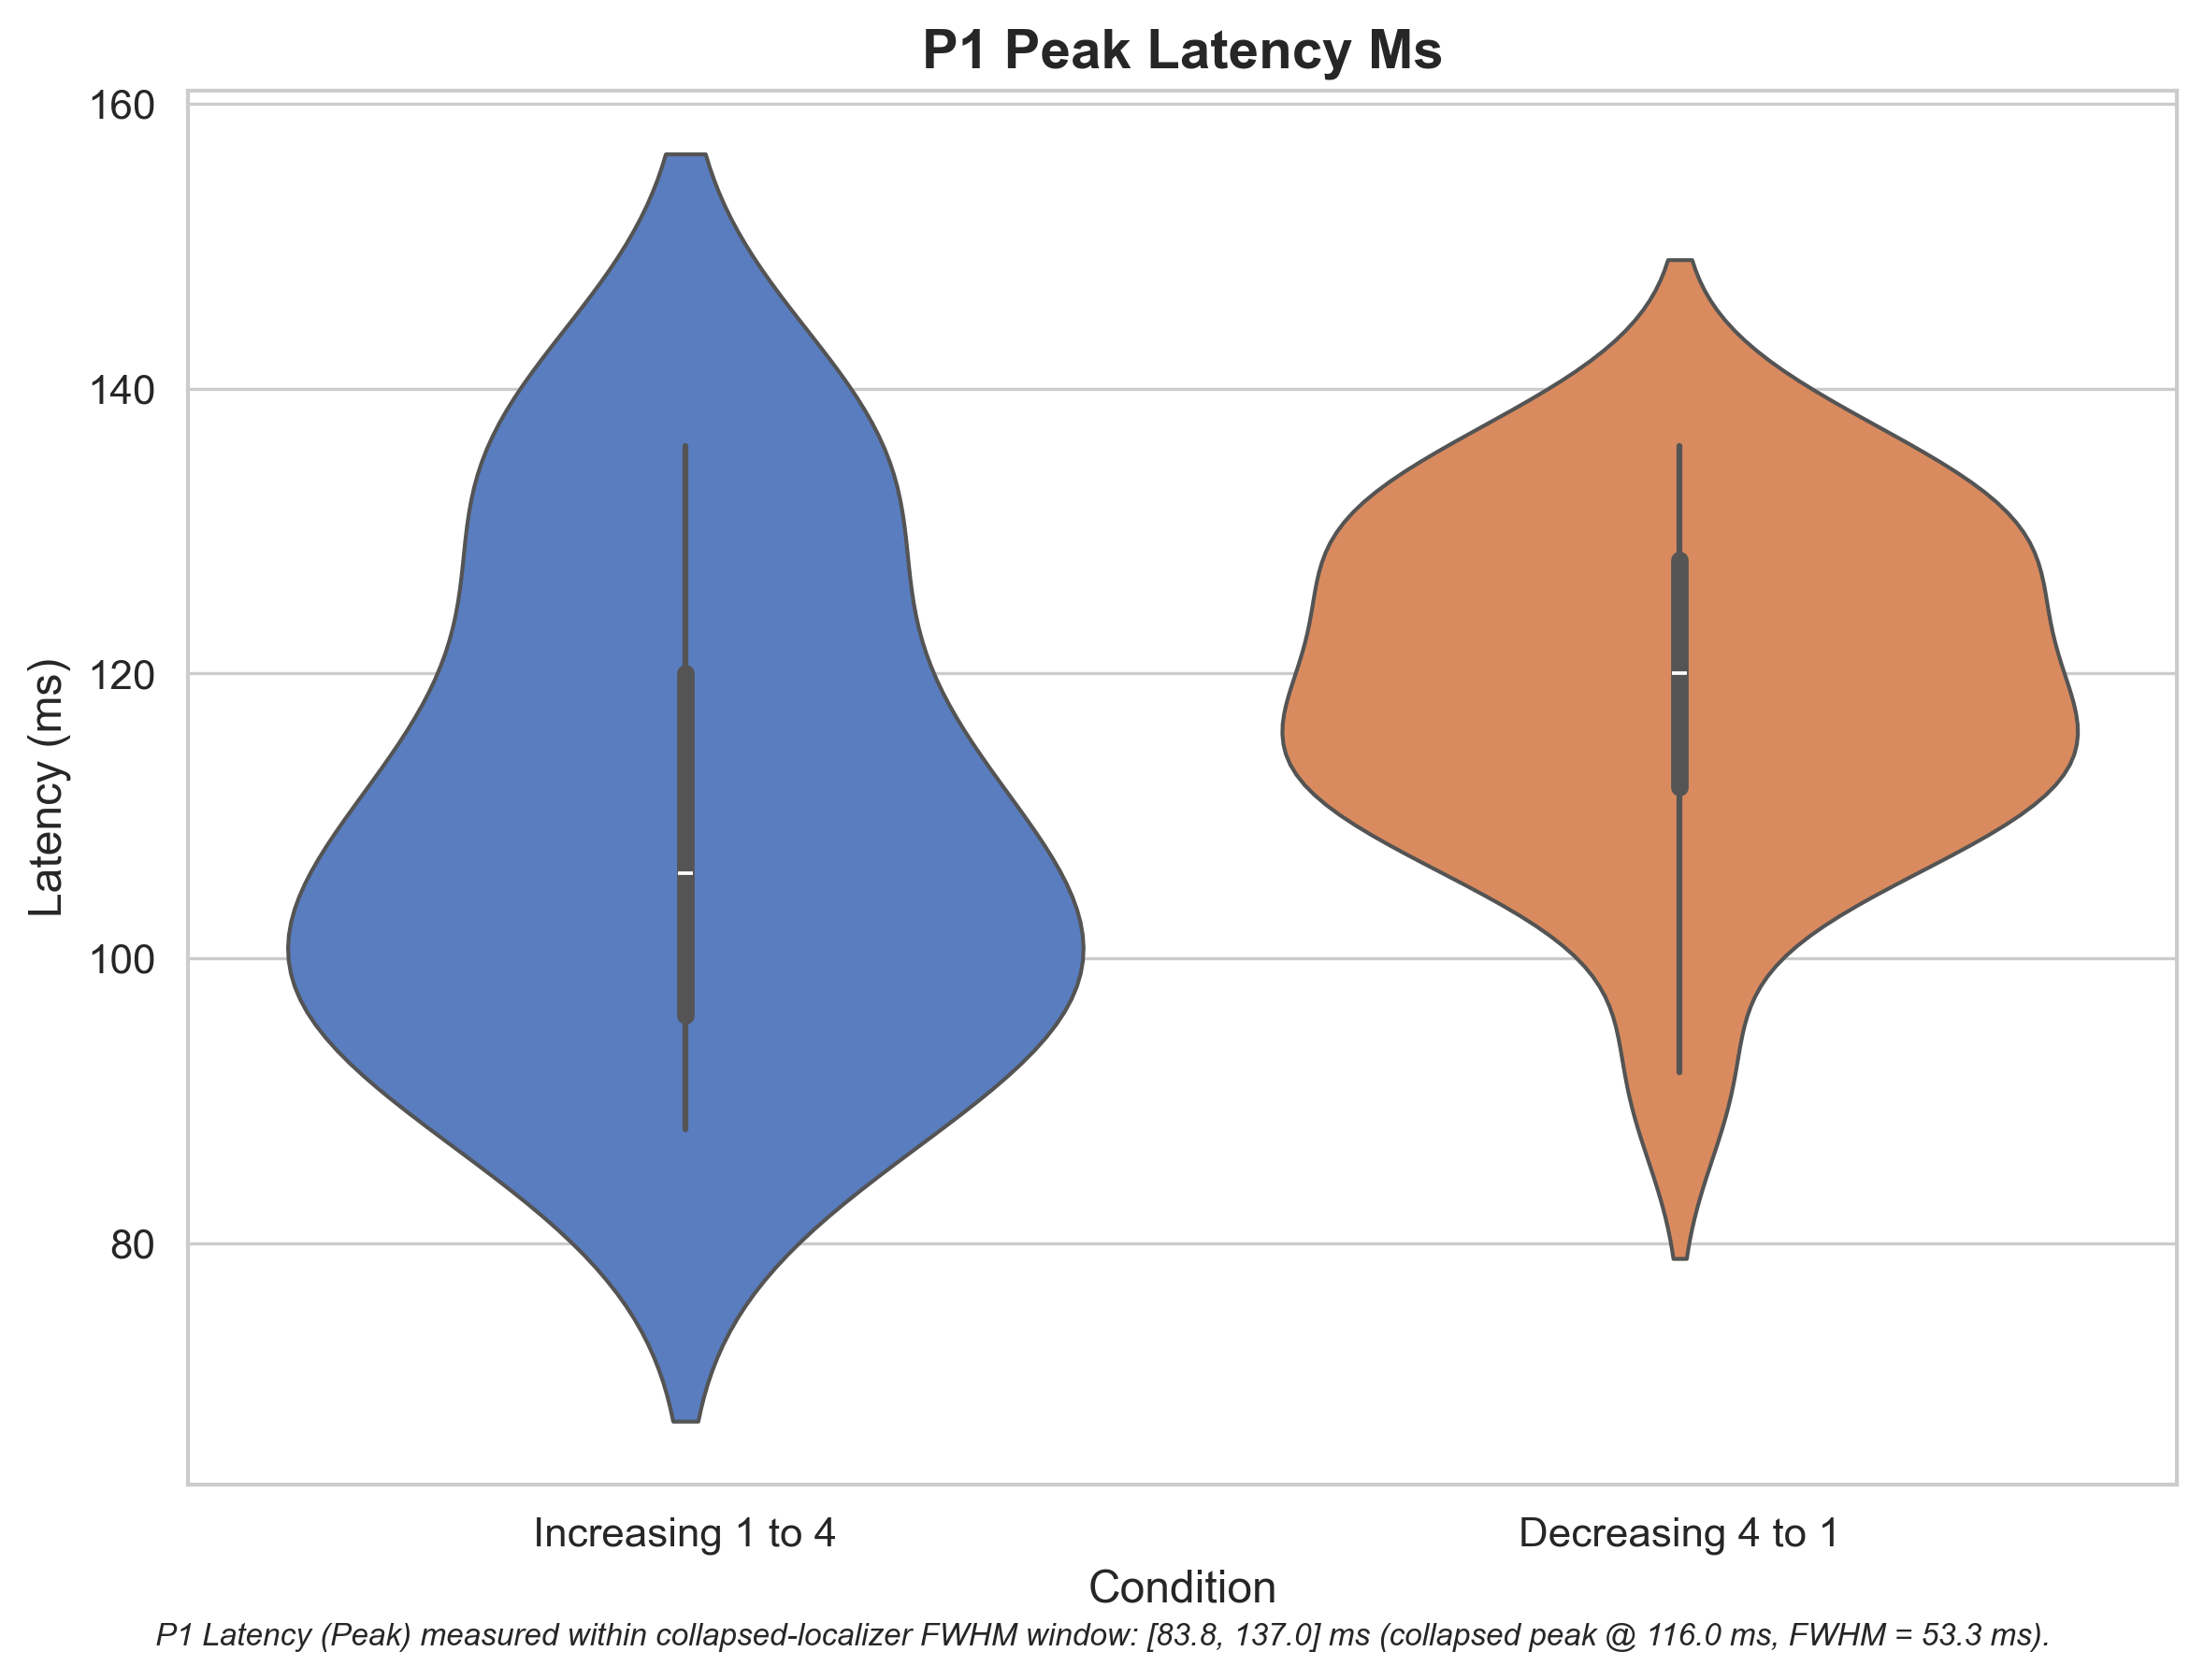 P1 Peak Latency Ms
160
140
120
100
80
Latency (ms)
Increasing 1 to 4
Decreasing 4 to 1
Condition
P1 Latency (Peak) measured within collapsed-localizer FWHM window: [83.8, 137.0] ms (collapsed peak @ 116.0 ms, FWHM = 53.3 ms).